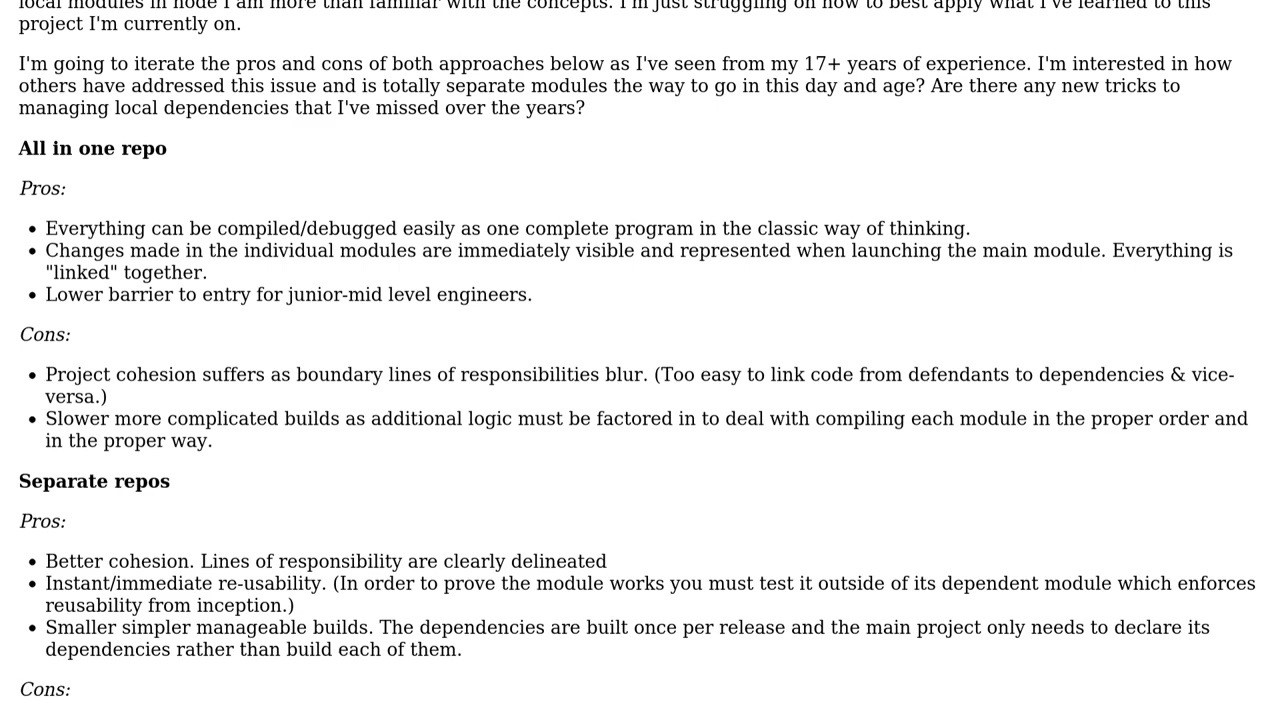 local modules in node I am more than familiar with the concepts. I'm just struggling on how to best apply what I've learned to this
project I'm currently on.
I'm going to iterate the pros and cons of both approaches below as I've seen from my 17+ years of experience. I'm interested in how
others have addressed this issue and is totally separate modules the way to go in this day and age? Are there any new tricks to
managing local dependencies that I've missed over the years?
All in one repo
Pros:
• Everything can be compiled/debugged easily as one complete program in the classic way of thinking.
• Changes made in the individual modules are immediately visible and represented when launching the main module. Everything is
"linked" together.
• Lower barrier to entry for junior-mid level engineers.
Cons:
• Project cohesion suffers as boundary lines of responsibilities blur. (Too easy to link code from defendants to dependencies & vice-
versa.)
• Slower more complicated builds as additional logic must be factored in to deal with compiling each module in the proper order and
in the proper way.
Separate repos
Pros:
• Better cohesion. Lines of responsibility are clearly delineated
• Instant/immediate re-usability. (In order to prove the module works you must test it outside of its dependent module which enforces
reusability from inception.)
• Smaller simpler manageable builds. The dependencies are built once per release and the main project only needs to declare its
dependencies rather than build each of them.
Cons: